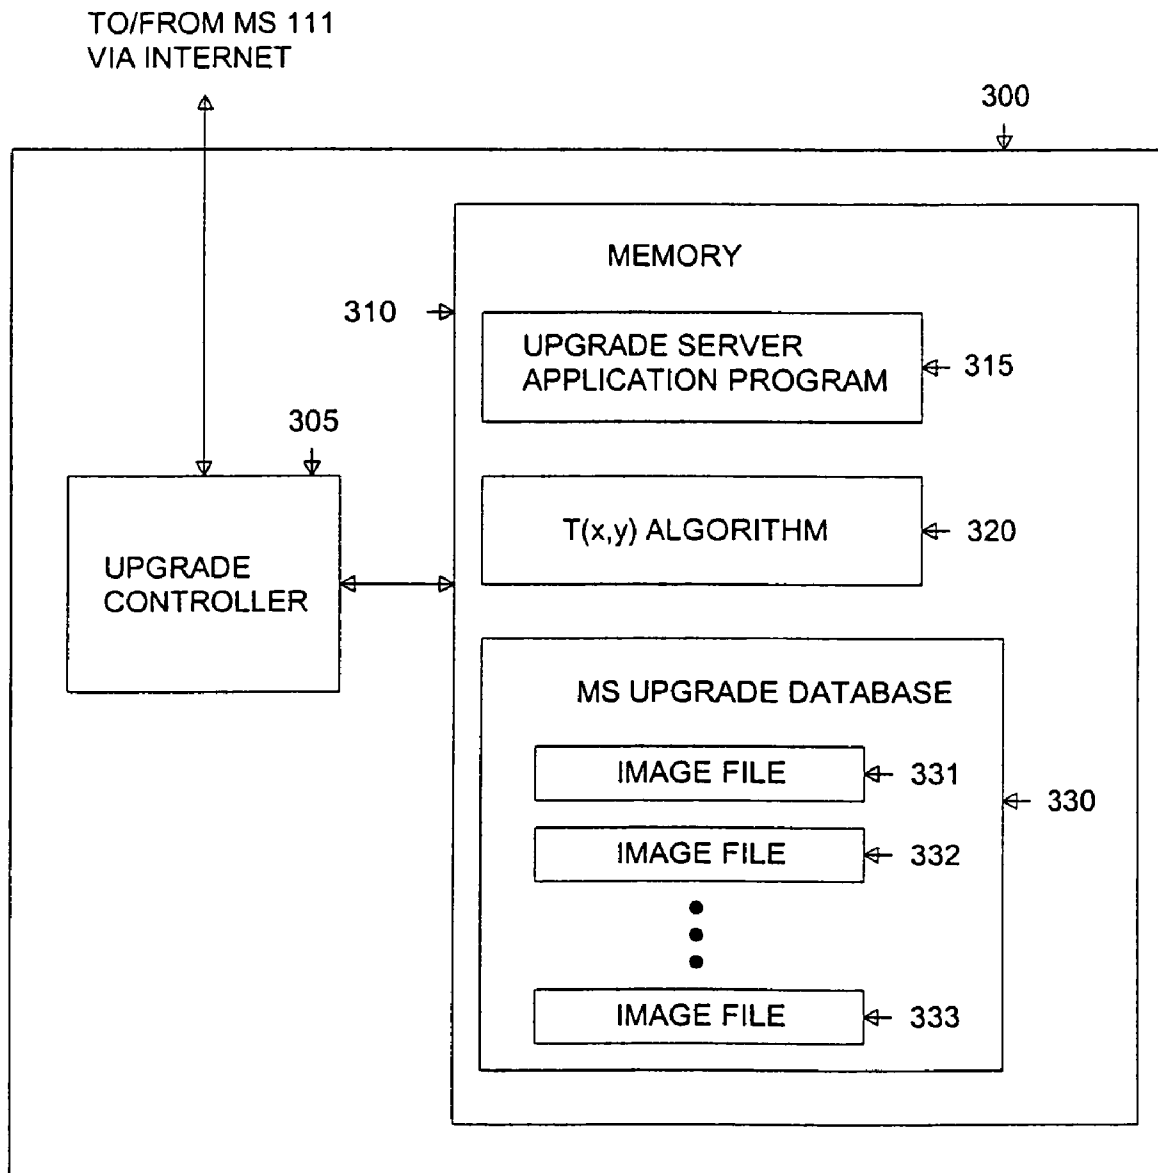 TO/FROM MS 111
VIA INTERNET
300
MEMORY
310
UPGRADE SERVER
APPLICATION PROGRAM
315
305
T(x,y) ALGORITHM
320
UPGRADE
CONTROLLER
MS UPGRADE DATABASE
IMAGE FILE
331
330
IMAGE FILE
332
IMAGE FILE
333